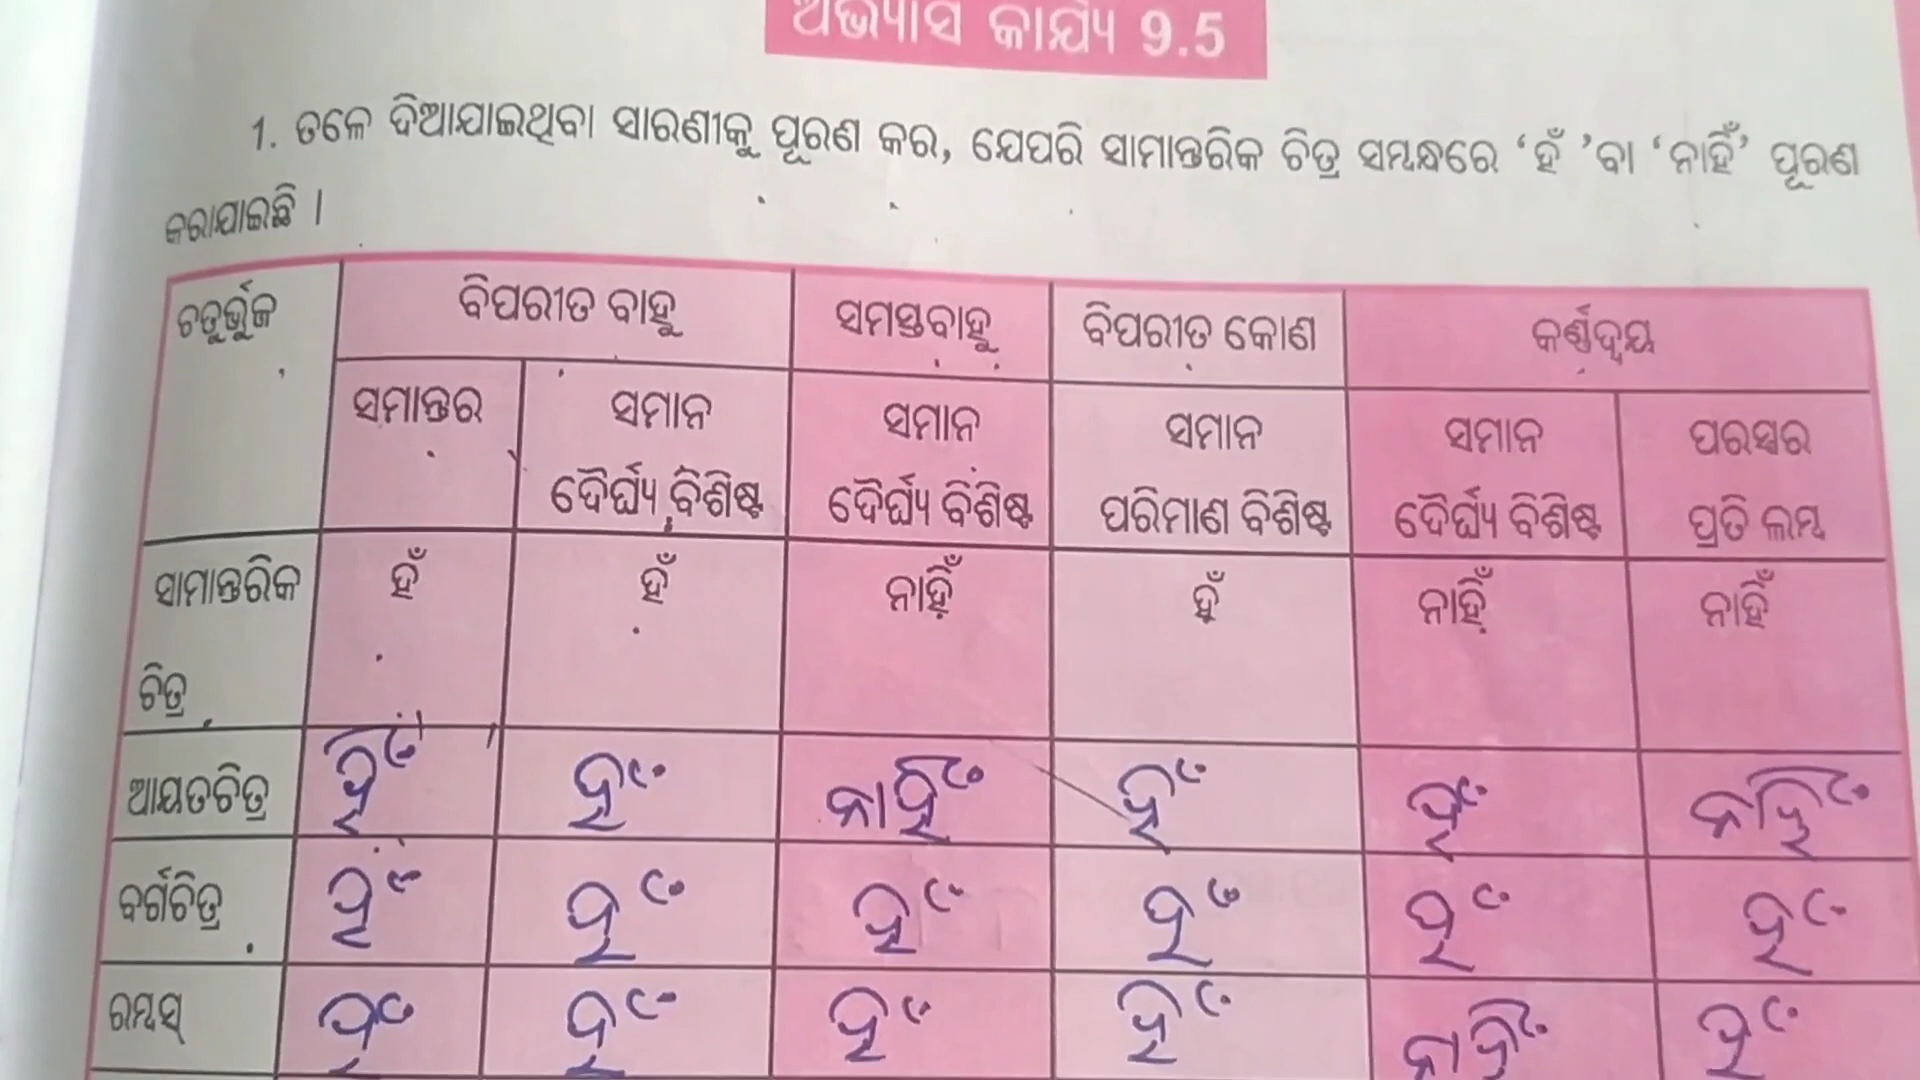 ଅଭ୍ୟାସ କାର୍ଯ୍ୟ 9.5
1. ତଳେ ଦିଆଯାଇଥିବା ସାରଣୀକୁ ପୂରଣ କର, ଯେପରି ସାମାନ୍ତରିକ ଚିତ୍ର ସମ୍ବନ୍ଧରେ ‘ହଁ ’ବା ‘ନାହିଁ’ ପୂରଣ
କରାଯାଇଛି ।
ଚତୁର୍ଭୁଜ ବିପରୀତ ବାହୁ ସମସ୍ତବାହୁ ବିପରୀତ କୋଣ କର୍ଣ୍ଣଦ୍ୱୟ
ସମାନ୍ତର ସମାନ ସମାନ ସମାନ ସମାନ ପରସ୍ପର
ଦୈର୍ଘ୍ୟ ବିଶିଷ୍ଟ ଦୈର୍ଘ୍ୟ ବିଶିଷ୍ଟ ପରିମାଣ ବିଶିଷ୍ଟ ଦୈର୍ଘ୍ୟ ବିଶିଷ୍ଟ ପ୍ରତି ଲମ୍ବ
ସାମାନ୍ତରିକ ହଁ ହଁ ନାହିଁ ହଁ ନାହିଁ ନାହିଁ
ଚିତ୍ର
ଆୟତଚିତ୍ର ହଁ ହଁ ନାହିଁ ହଁ ହଁ ନାହିଁ
ବର୍ଗଚିତ୍ର ହଁ ହଁ ହଁ ହଁ ହଁ ହଁ
ରମ୍ବସ୍ ହଁ ହଁ ହଁ ହଁ ନାହିଁ ହଁ